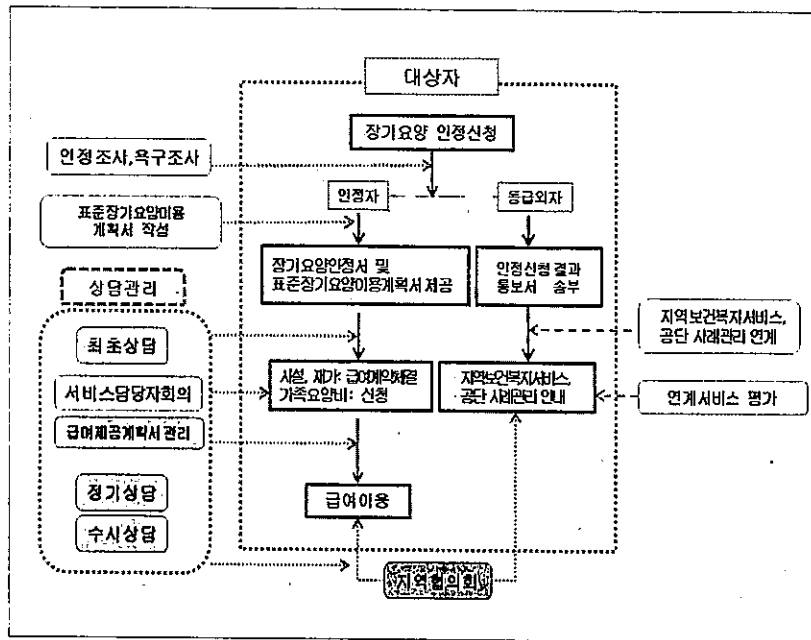 대상자
장기요양 인정신청
인정조사,욕구조사
인정자
등급외자
표준장기요양이용
계획서 작성
장기요양인정서 및
표준장기요양이용계획서 제공
인정신청 결과
통보서 송부
상담관리
최초상담
서비스담당자회의
급여제공계획서 관리
정기상담
수시상담
지역보건복지서비스,
공단 사례관리 연계
시설, 재가: 급여계약체결
가족요양비: 신청
지역보건복지서비스,
공단 사례관리 안내
연계서비스 평가
급여이용
지역협의회